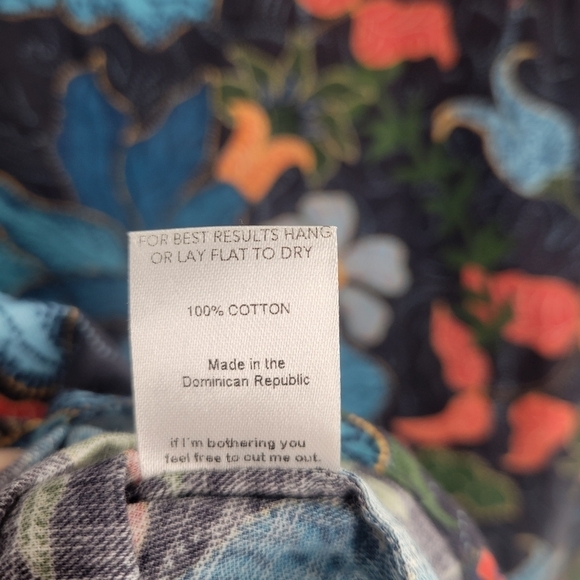 FOR BEST RESULTS HANG
OR LAY FLAT TO DRY
100% COTTON
Made in the
Dominican Republic
if I'm bothering you
feel free to cut me out.